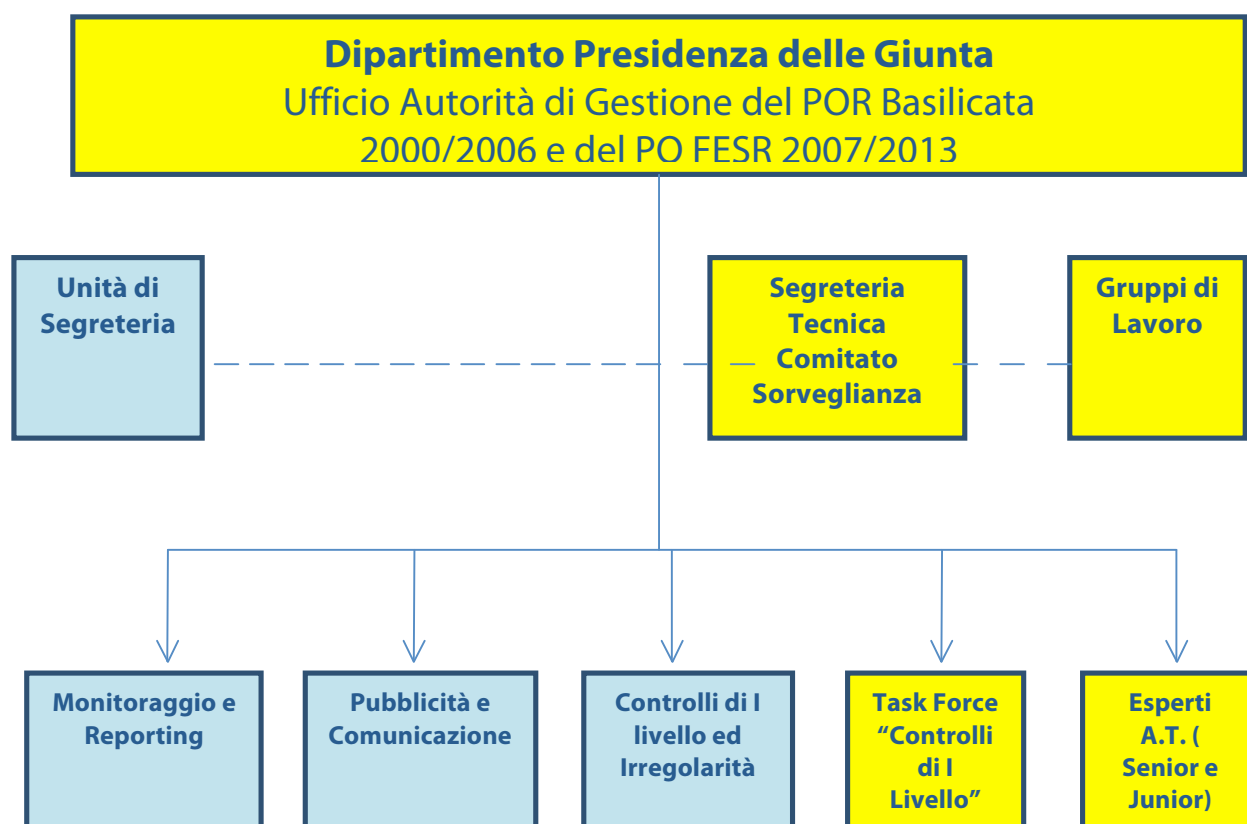 Dipartimento Presidenza delle Giunta
Ufficio Autorità di Gestione del POR Basilicata
2000/2006 e del PO FESR 2007/2013
Unità di
Segreteria
Segreteria
Tecnica
Comitato
Sorveglianza
Gruppi di
Lavoro
Monitoraggio e
Reporting
Pubblicità e
Comunicazione
Controlli di I
livello ed
Irregolarità
Task Force
“Controlli
di I
Livello”
Esperti
A.T. (
Senior e
Junior)